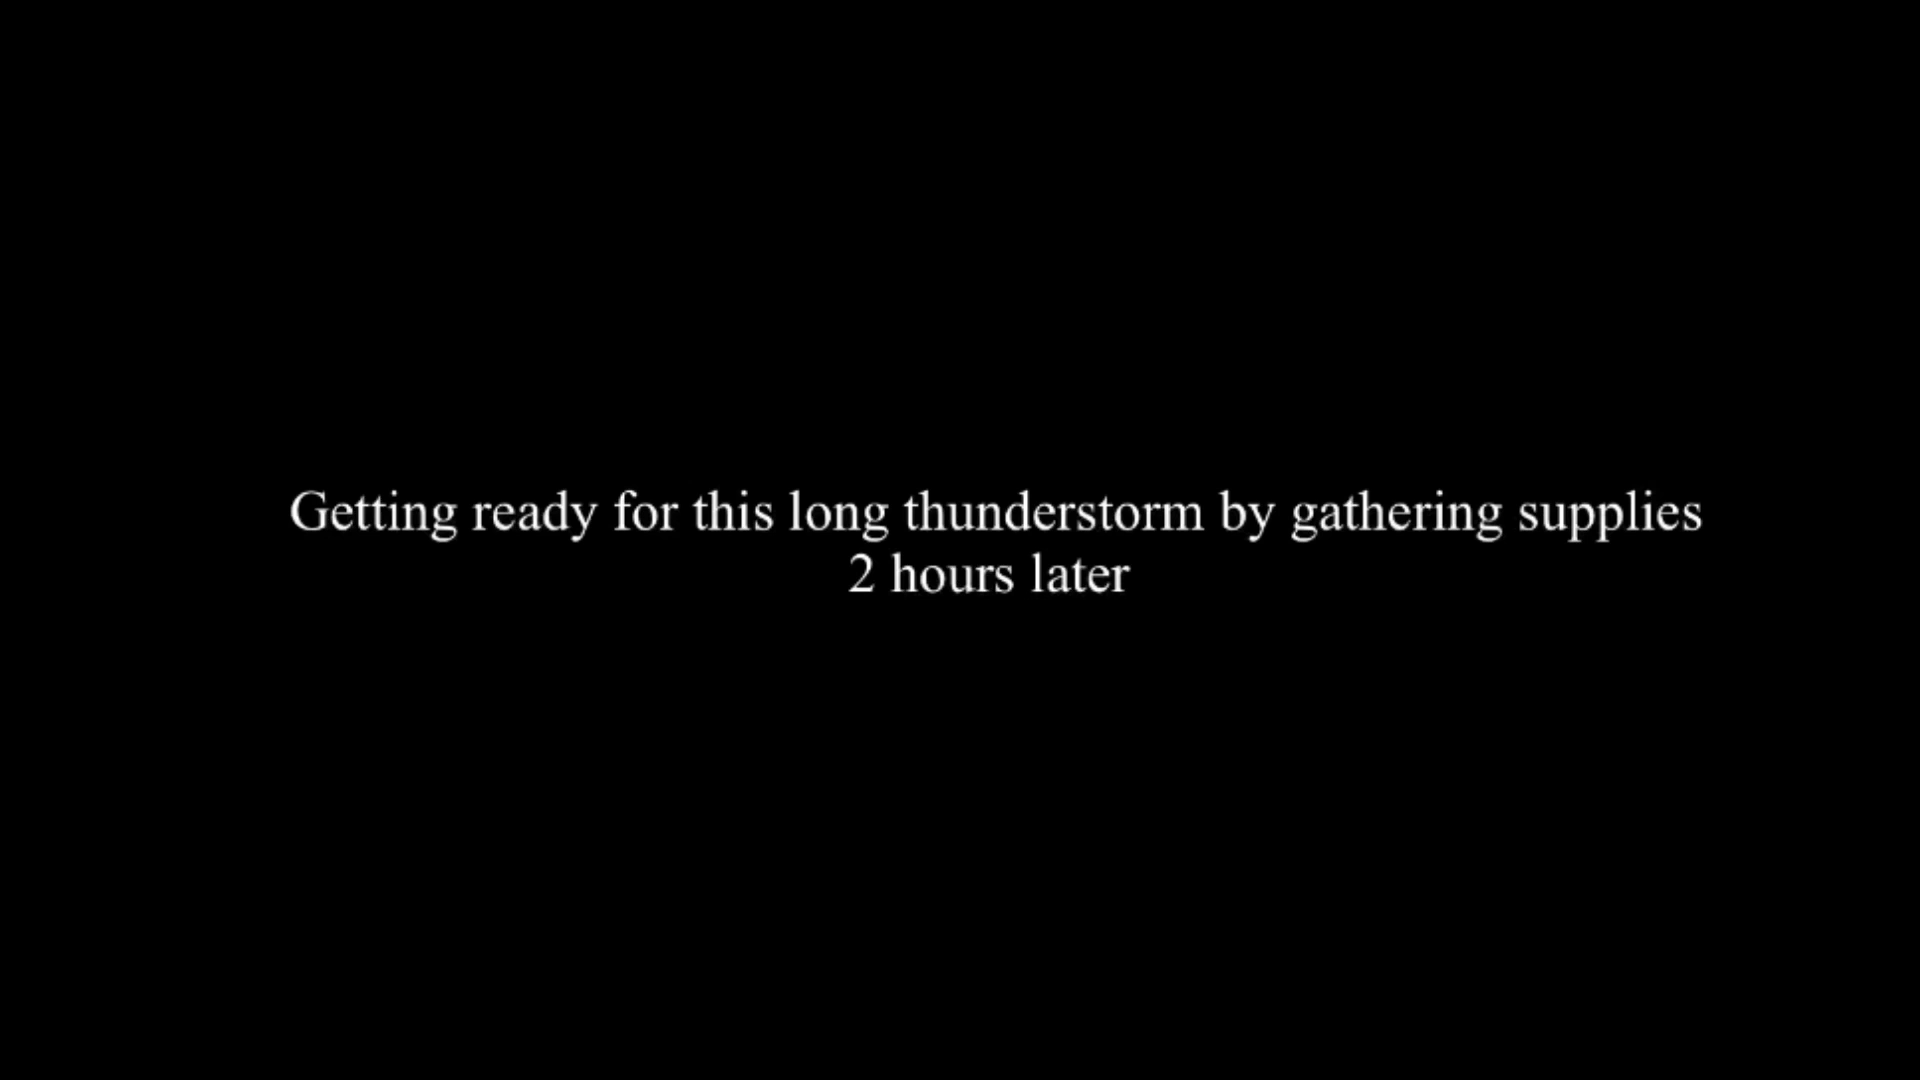 Getting ready for this long thunderstorm by gathering supplies
2 hours later